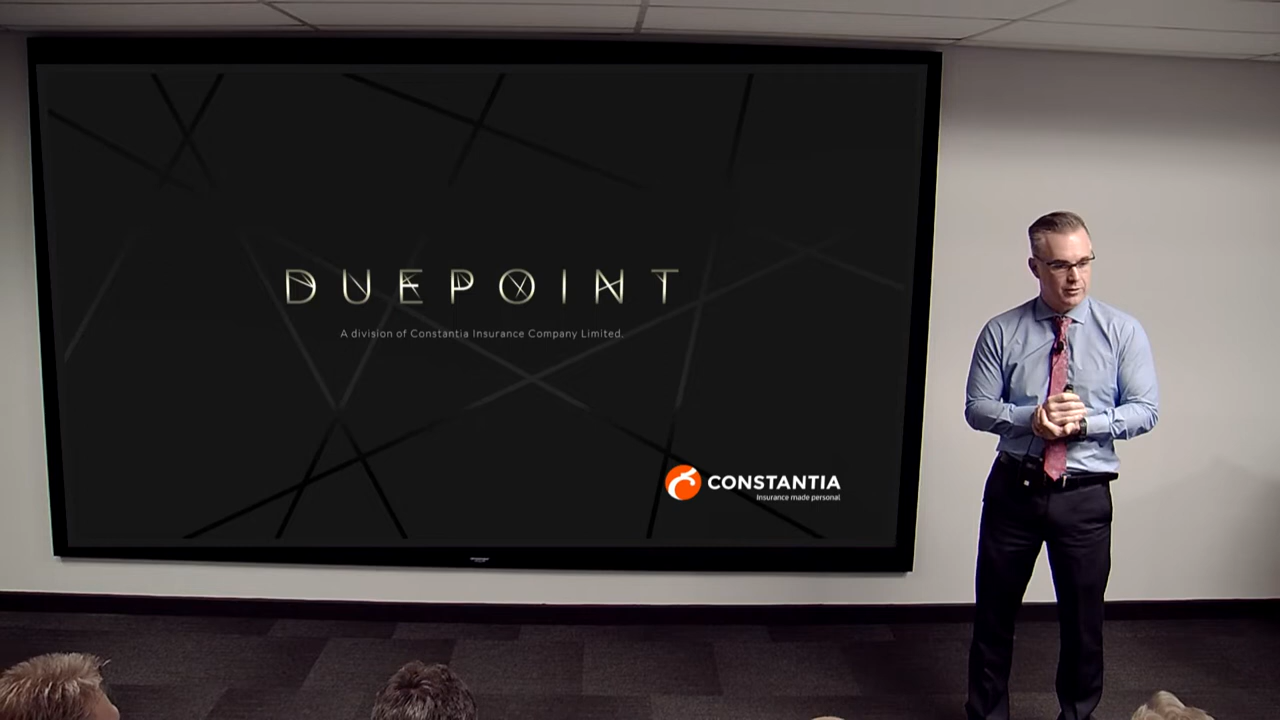 DUEPOINT
A division of Constantia Insurance Company Limited.
CONSTANTIA
Insurance made personal